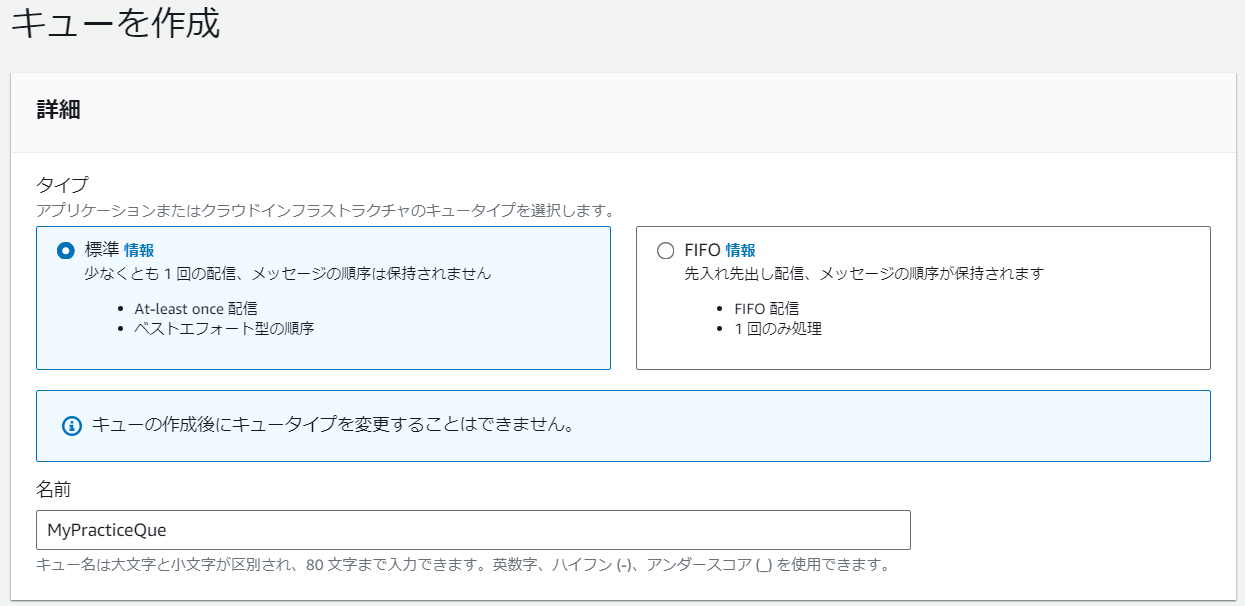 キューを作成
詳細
タイプ
アプリケーションまたはクラウドインフラストラクチャのキュータイプを選択します。
標準 情報
少なくとも 1 回の配信、メッセージの順序は保持されません
• At-least once 配信
• ベストエフォート型の順序
FIFO 情報
先入れ先出し配信、メッセージの順序が保持されます
• FIFO 配信
• 1 回のみ処理
キューの作成後にキュータイプを変更することはできません。
名前
MyPracticeQue
キュー名は大文字と小文字が区別され、80 文字まで入力できます。英数字、ハイフン (-)、アンダースコア (_) を使用できます。